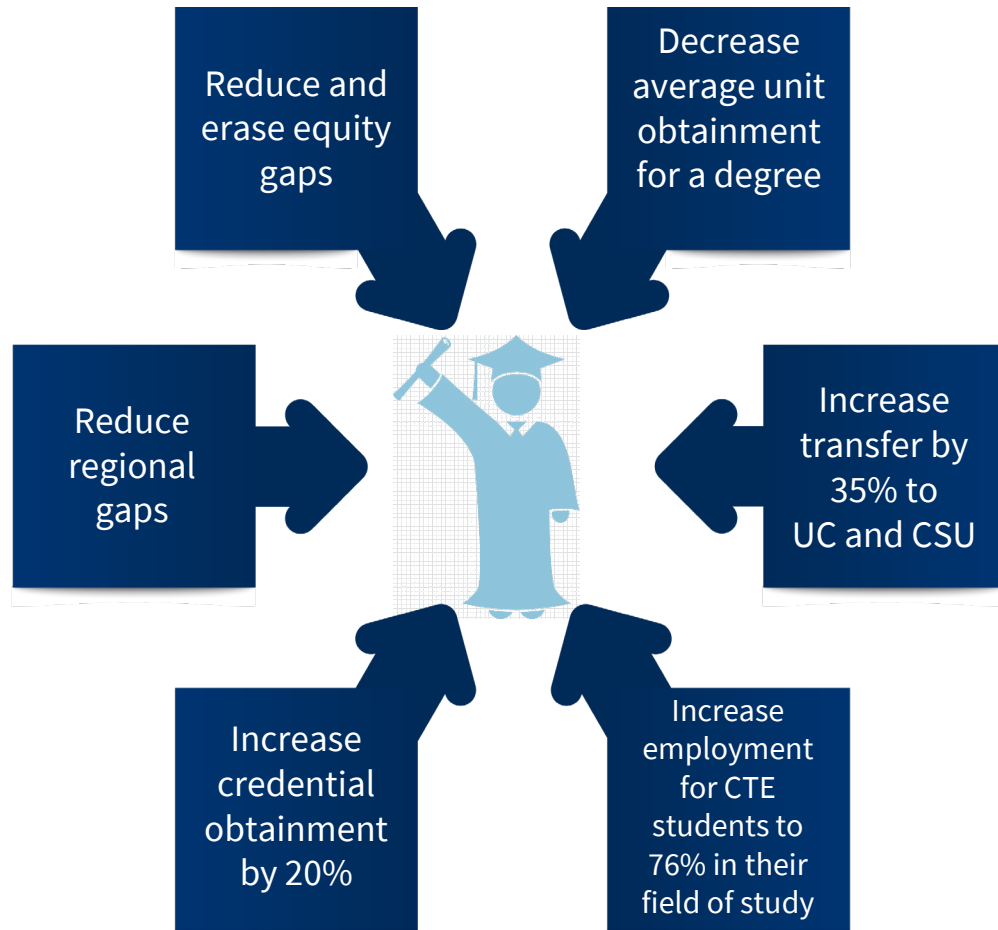 Reduce and
erase equity
gaps
Decrease
average unit
obtainment
for a degree
Reduce
regional
gaps
Increase
transfer by
35% to
UC and CSU
Increase
credential
obtainment
by 20%
Increase
employment
for CTE
students to
76% in their
field of study